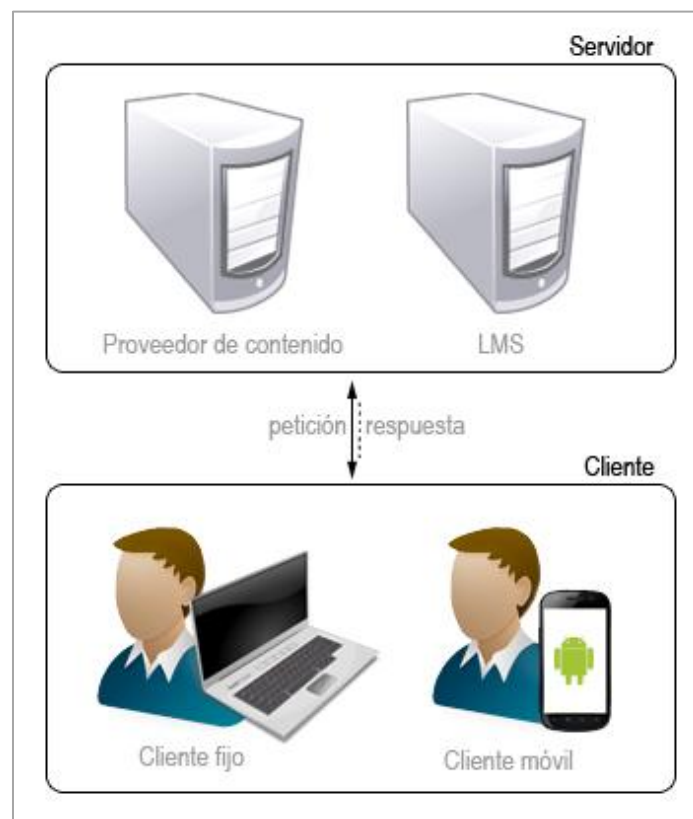 Servidor
Proveedor de contenido
LMS
petición
respuesta
Cliente
Cliente fijo
Cliente móvil